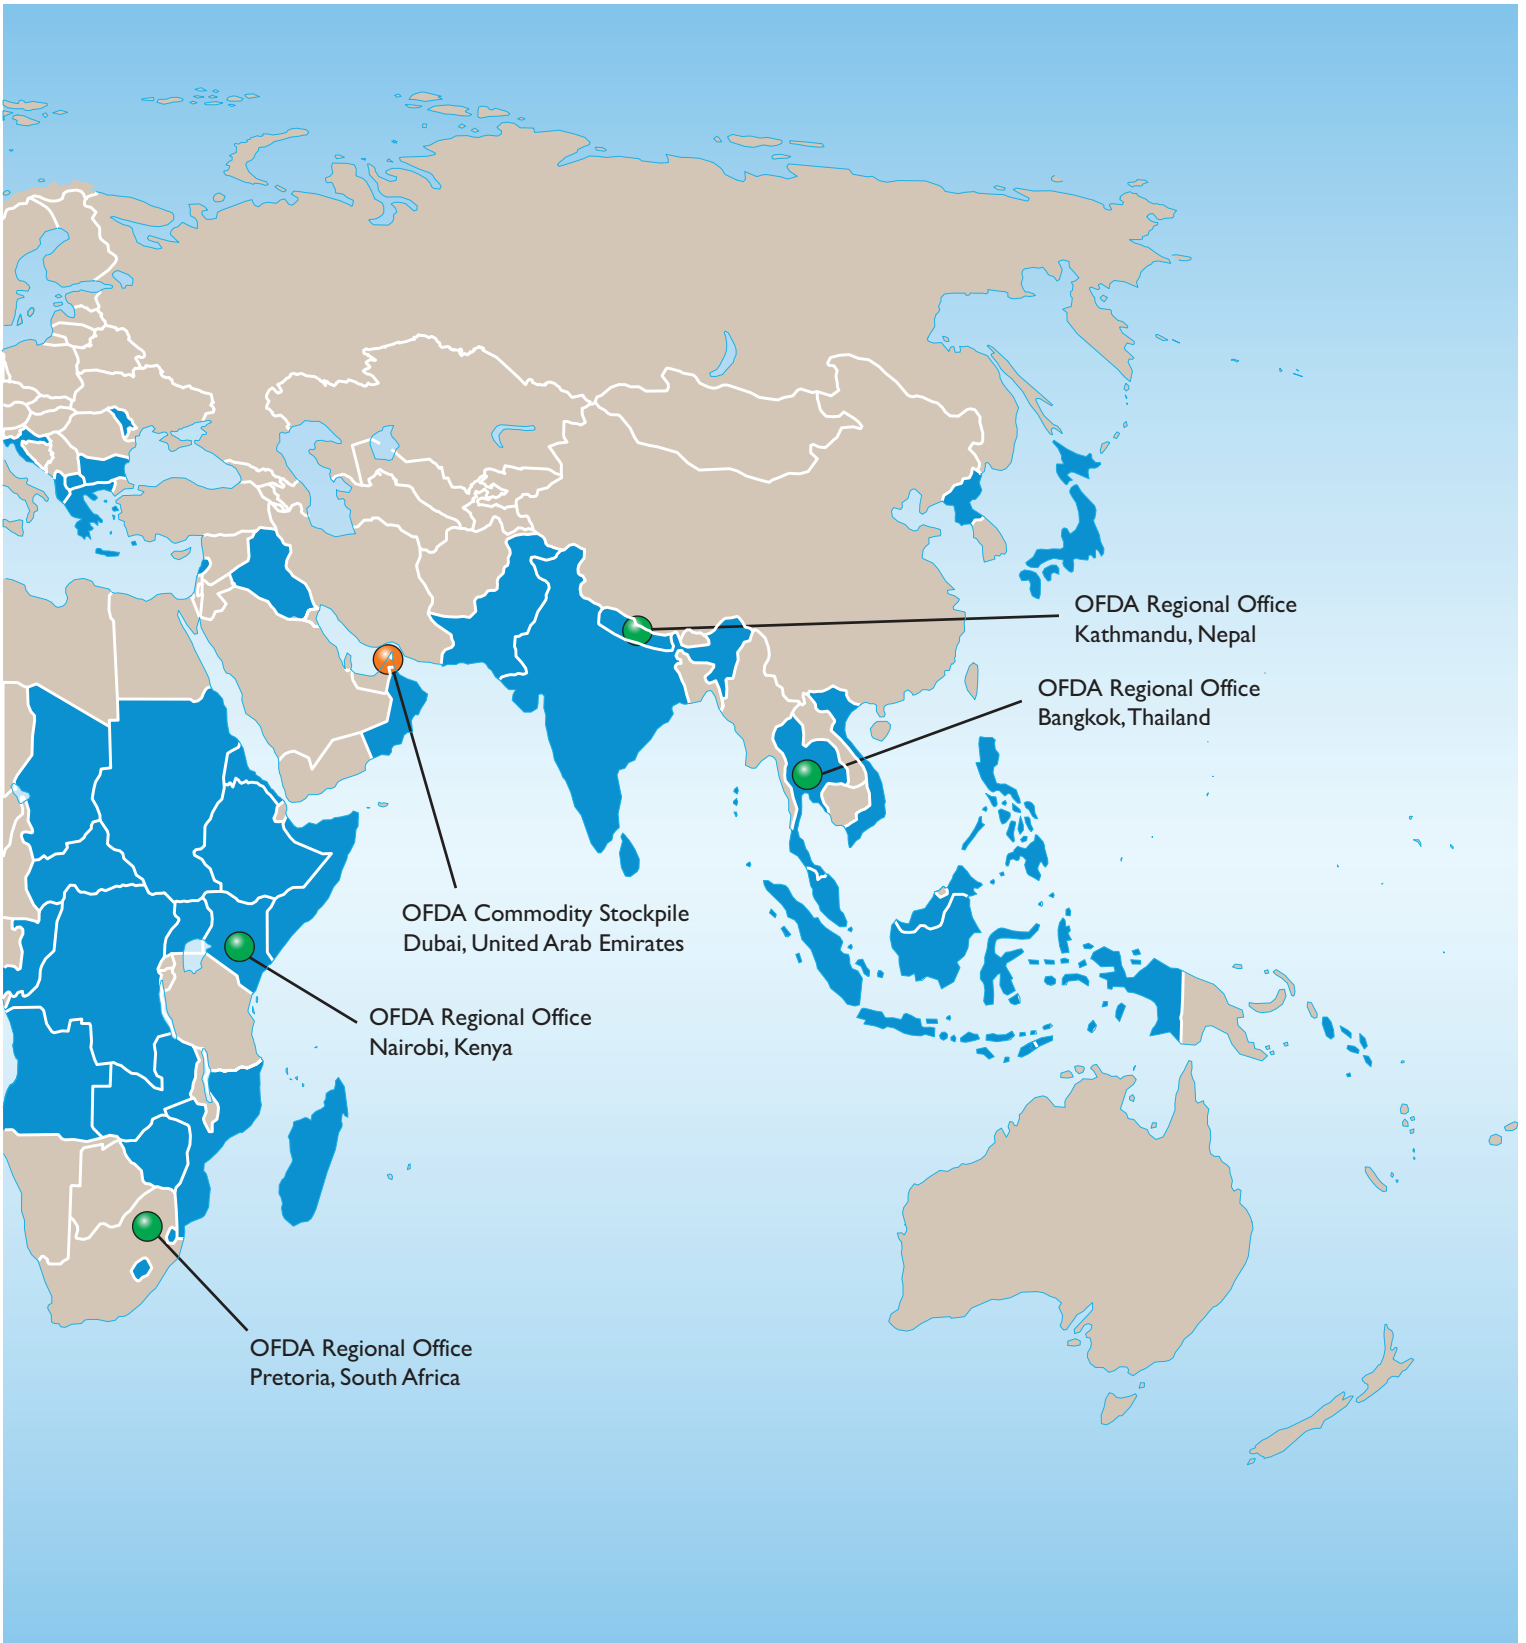 OFDA Regional Office
Kathmandu, Nepal
OFDA Regional Office
Bangkok, Thailand
OFDA Commodity Stockpile
Dubai, United Arab Emirates
OFDA Regional Office
Nairobi, Kenya
OFDA Regional Office
Pretoria, South Africa